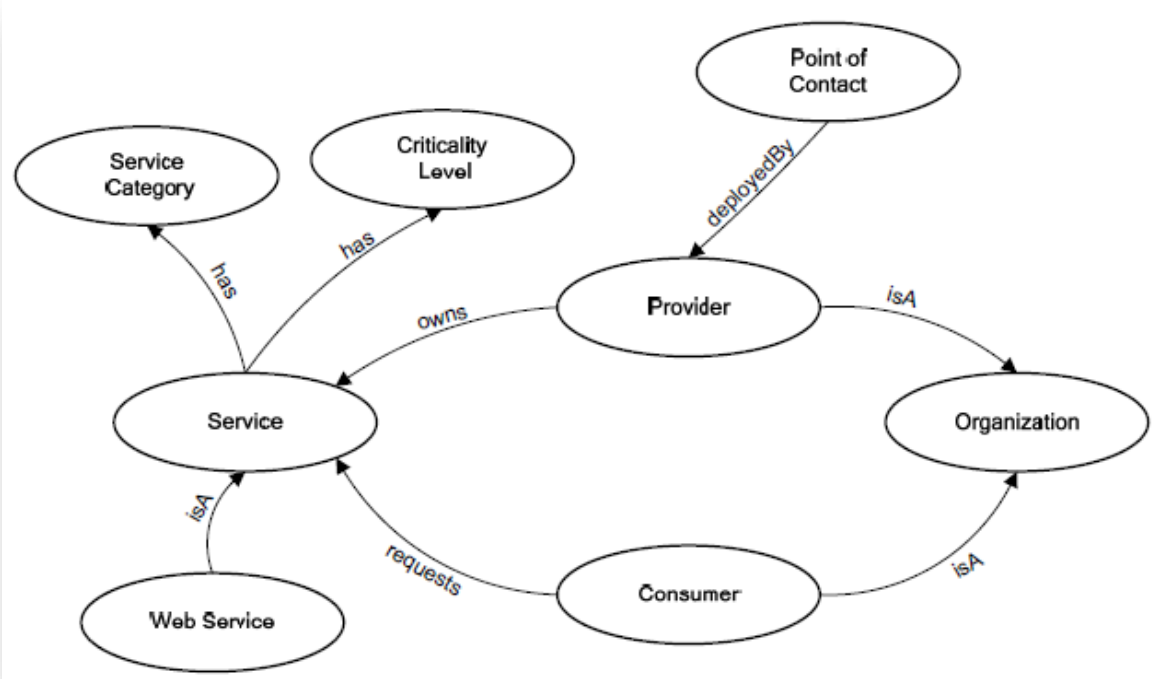 Point of
Contact
Service
Category
Criticality
Level
deployedBy
has
has
owns
Provider
isA
Service
Organization
isA
requests
Consumer
isA
Web Service